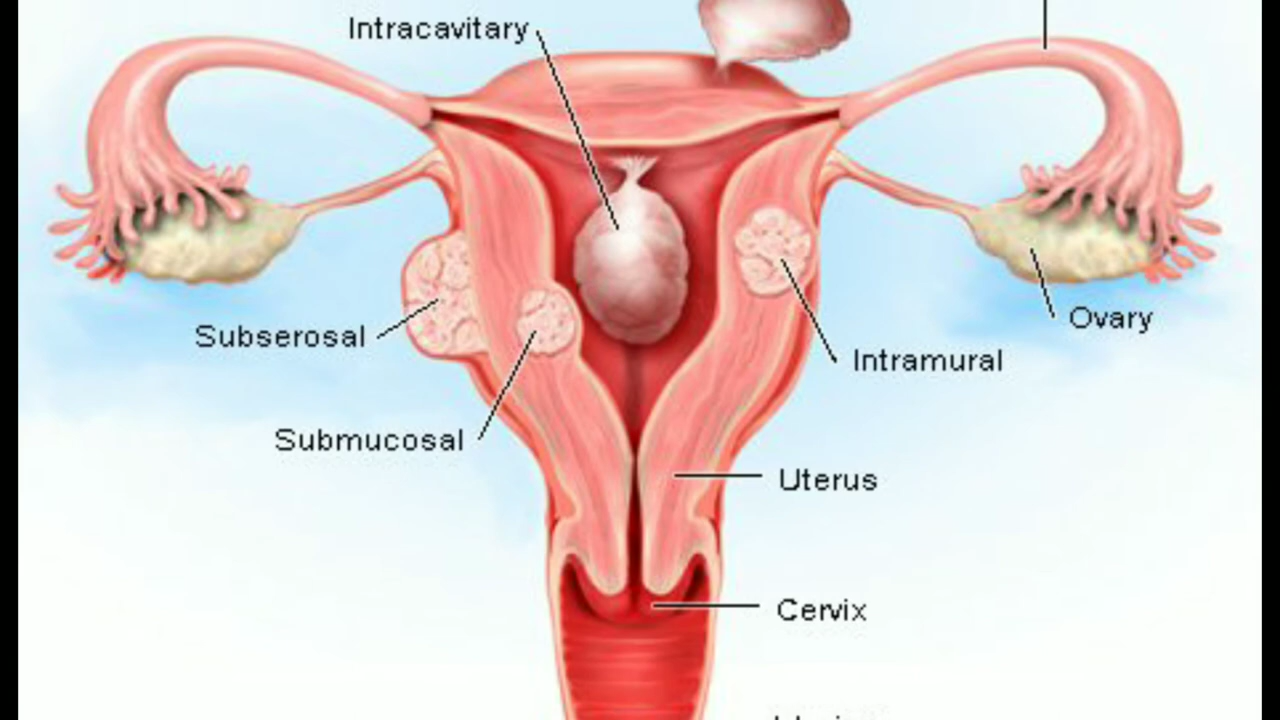 Intracavitary
Ovary
Subserosal
Intramural
Submucosal
Uterus
Cervix